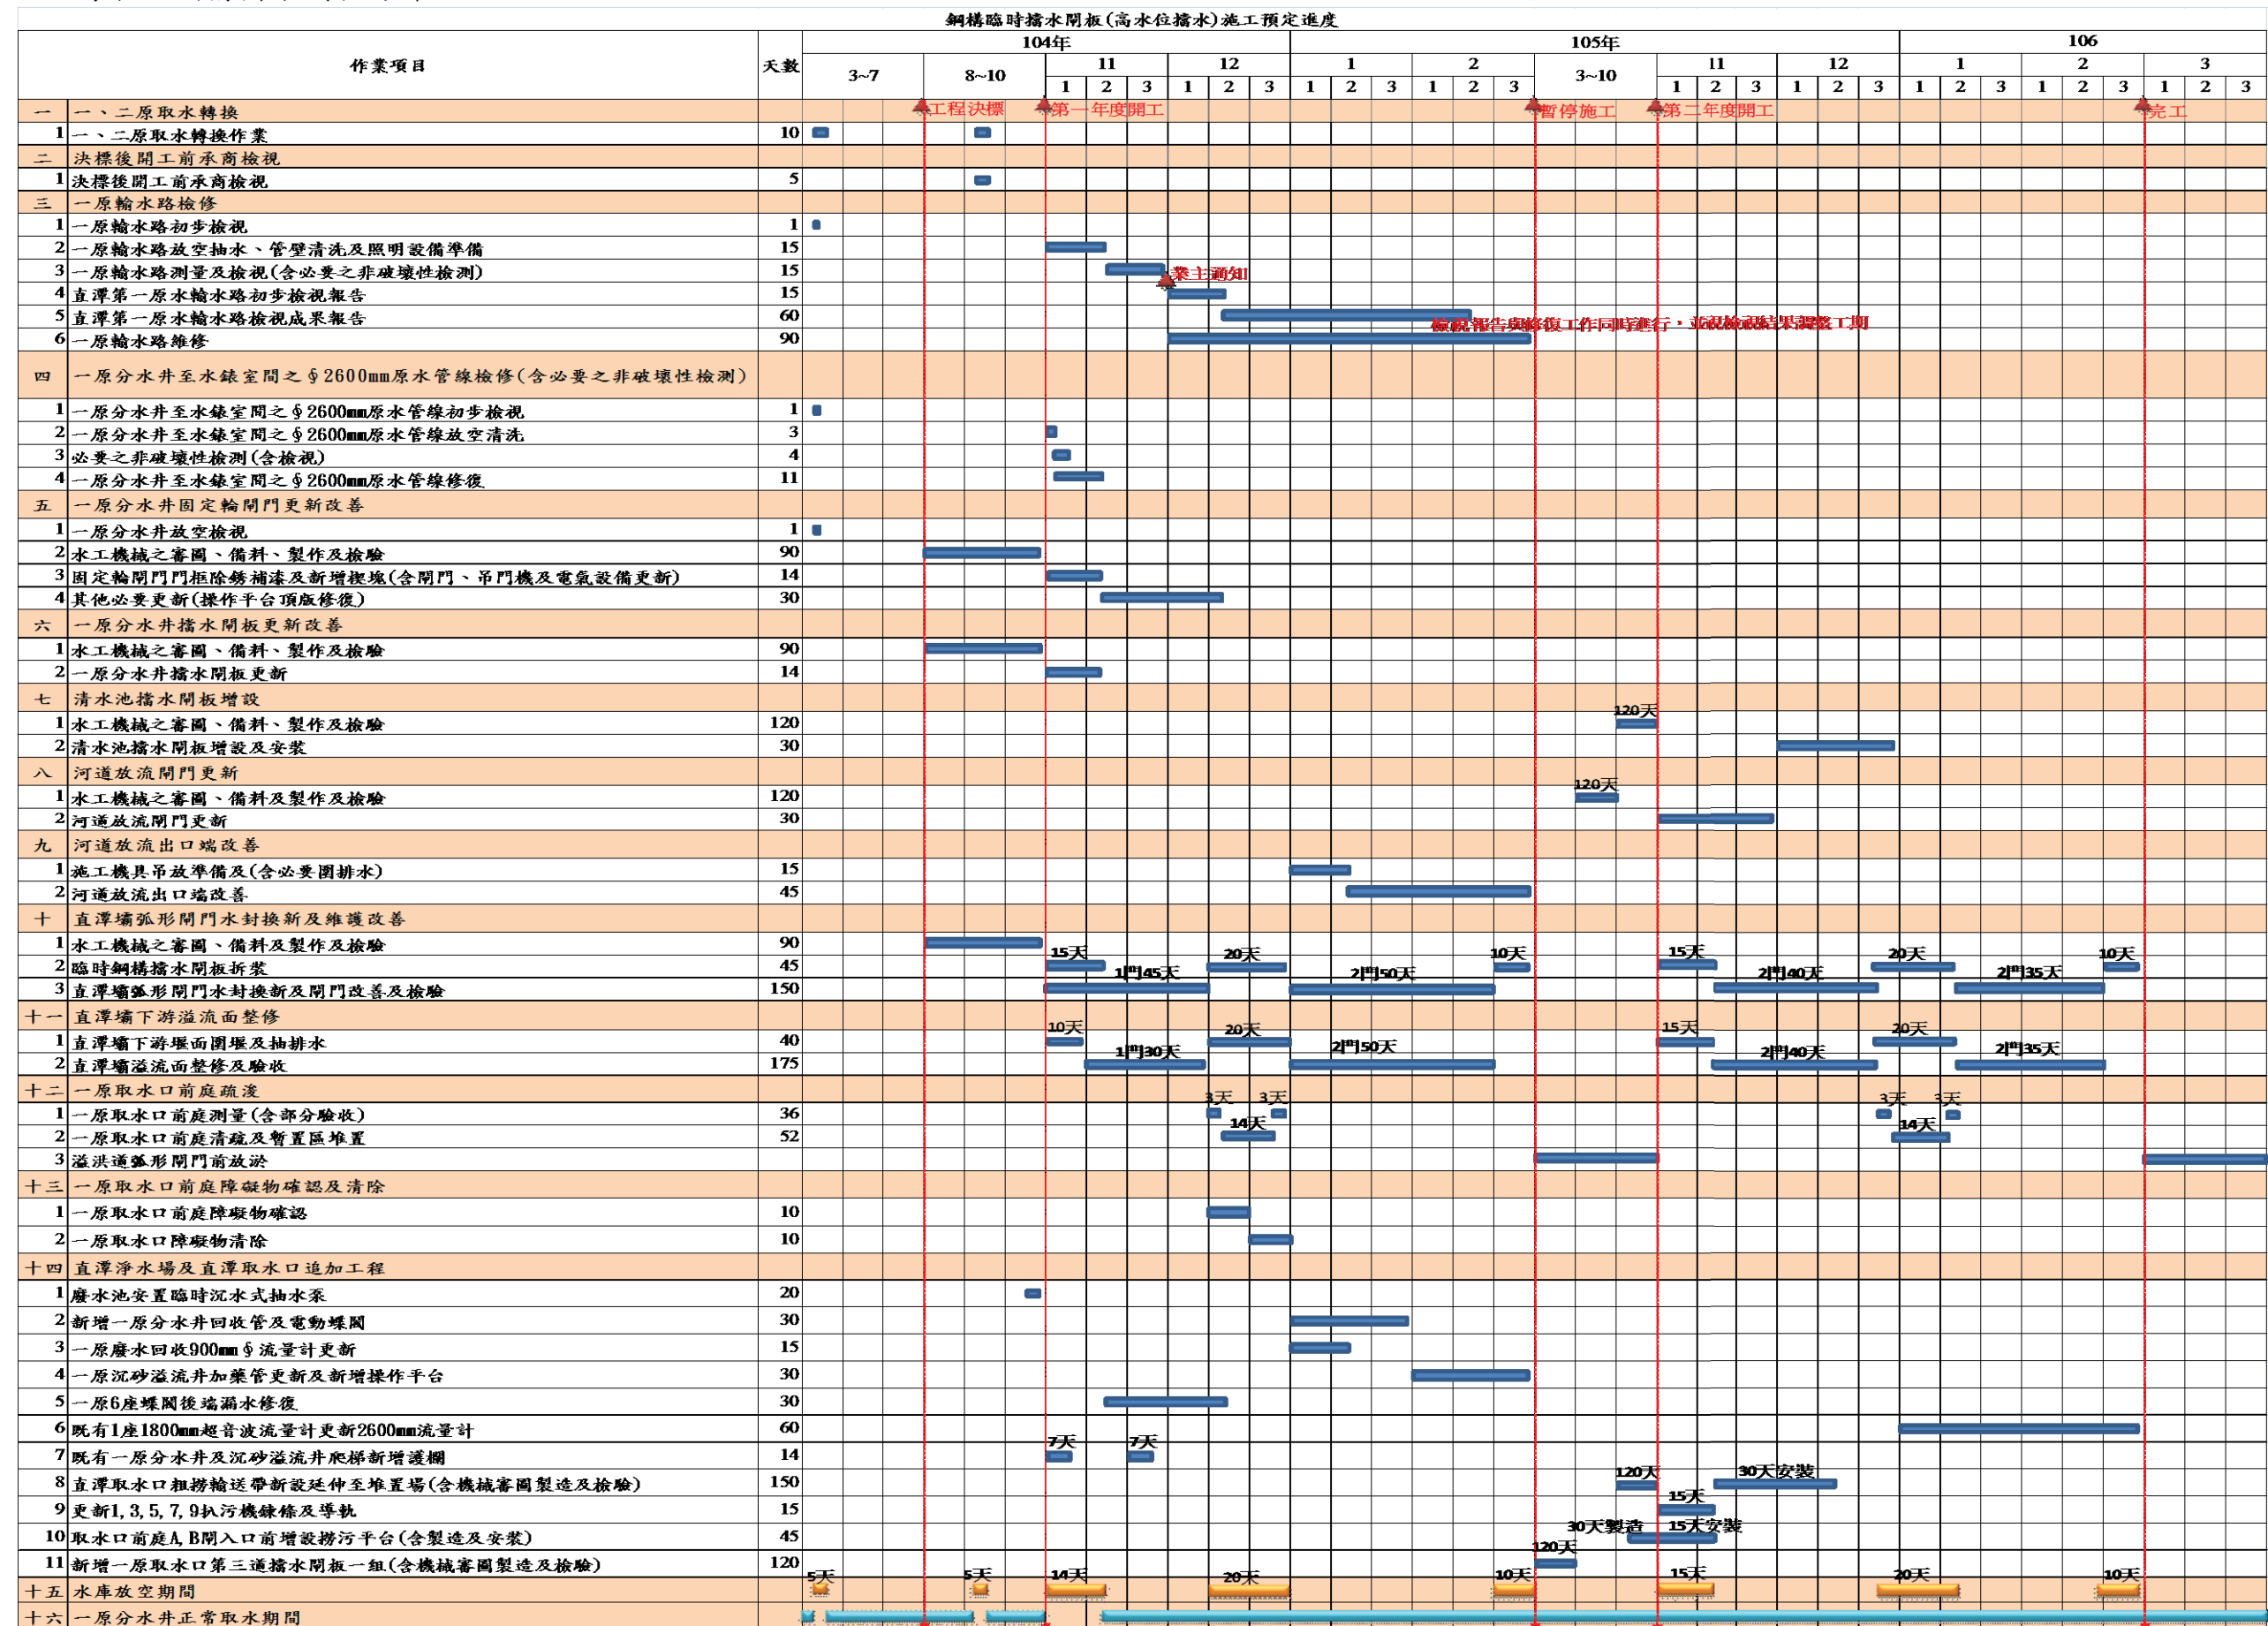 鋼構臨時擋水閘板(高水位擋水)施工預定進度
作業項目 天數 104年 105年 106
3~7 8~10 11 12 1 2 3~10 11 12 1 2 3
1 2 3 1 2 3 1 2 3 1 2 3 1 2 3 1 2 3 1 2 3 1 2 3 1 2 3
一 一、二原取水轉換 工程決標 第一年度開工 暫停施工 第二年度開工 完工
1 一、二原取水轉換作業 10
二 決標後開工前承商檢視
1 決標後開工前承商檢視 5
三 一原輸水路檢修
1 一原輸水路初步檢視 1
2 一原輸水路放空抽水、管壁清洗及照明設備準備 15
3 一原輸水路測量及檢視(含必要之非破壞性檢測) 15 業主通知
4 直潭第一原水輸水路初步檢視報告 15
5 直潭第一原水輸水路檢視成果報告 60 檢視報告與修復工作同時進行，並視檢視結果調整工期
6 一原輸水路維修 90
四 一原分水井至水錶室間之§2600mm原水管線檢修(含必要之非破壞性檢測)
1 一原分水井至水錶室間之§2600mm原水管線初步檢視 1
2 一原分水井至水錶室間之§2600mm原水管線放空清洗 3
3 必要之非破壞性檢測(含檢視) 4
4 一原分水井至水錶室間之§2600mm原水管線修復 11
五 一原分水井固定輪閘門更新改善
1 一原分水井放空檢視 1
2 水工機械之審圖、備料、製作及檢驗 90
3 固定輪閘門門框除銹補漆及新增楔塊(含閘門、吊門機及電氣設備更新) 14
4 其他必要更新(操作平台頂版修復) 30
六 一原分水井擋水閘板更新改善
1 水工機械之審圖、備料、製作及檢驗 90
2 一原分水井擋水閘板更新 14
七 清水池擋水閘板增設
1 水工機械之審圖、備料、製作及檢驗 120 120天
2 清水池擋水閘板增設及安裝 30
八 河道放流閘門更新
1 水工機械之審圖、備料及製作及檢驗 120 120天
2 河道放流閘門更新 30
九 河道放流出口端改善
1 施工機具吊放準備及(含必要圍排水) 15
2 河道放流出口端改善 45
十 直潭壩弧形閘門水封換新及維護改善
1 水工機械之審圖、備料及製作及檢驗 90
2 臨時鋼構擋水閘板拆裝 45 15天 20天 10天 15天 20天 10天
3 直潭壩弧形閘門水封換新及閘門改善及檢驗 150 1門45天 2門50天 2門40天 2門35天
十一 直潭壩下游溢流面整修
1 直潭壩下游堰面圍堰及抽排水 40 10天 20天 15天 20天
2 直潭壩溢流面整修及驗收 175 1門30天 2門50天 2門40天 2門35天
十二 一原取水口前庭疏浚
1 一原取水口前庭測量(含部分驗收) 36 3天 3天 3天 3天
2 一原取水口前庭清疏及暫置區堆置 52 14天 14天
3 溢洪道弧形閘門前放淤
十三 一原取水口前庭障礙物確認及清除
1 一原取水口前庭障礙物確認 10
2 一原取水口障礙物清除 10
十四 直潭淨水場及直潭取水口追加工程
1 廢水池安置臨時沉水式抽水泵 20
2 新增一原分水井回收管及電動蝶閥 30
3 一原廢水回收900mm§流量計更新 15
4 一原沉砂溢流井加藥管更新及新增操作平台 30
5 一原6座蝶閥後端漏水修復 30
6 既有1座1800mm超音波流量計更新2600mm流量計 60
7 既有一原分水井及沉砂溢流井爬梯新增護欄 14 7天 7天
8 直潭取水口粗撈輸送帶新設延伸至堆置場(含機械審圖製造及檢驗) 150 120天 30天安裝
9 更新1,3,5,7,9扒污機鍊條及導軌 15 15天
10 取水口前庭A,B閘入口前增設撈污平台(含製造及安裝) 45 30天製造 15天安裝
11 新增一原取水口第三道擋水閘板一組(含機械審圖製造及檢驗) 120 120天
十五 水庫放空期間 5天 5天 14天 20天 10天 15天 20天 10天
十六 一原分水井正常取水期間